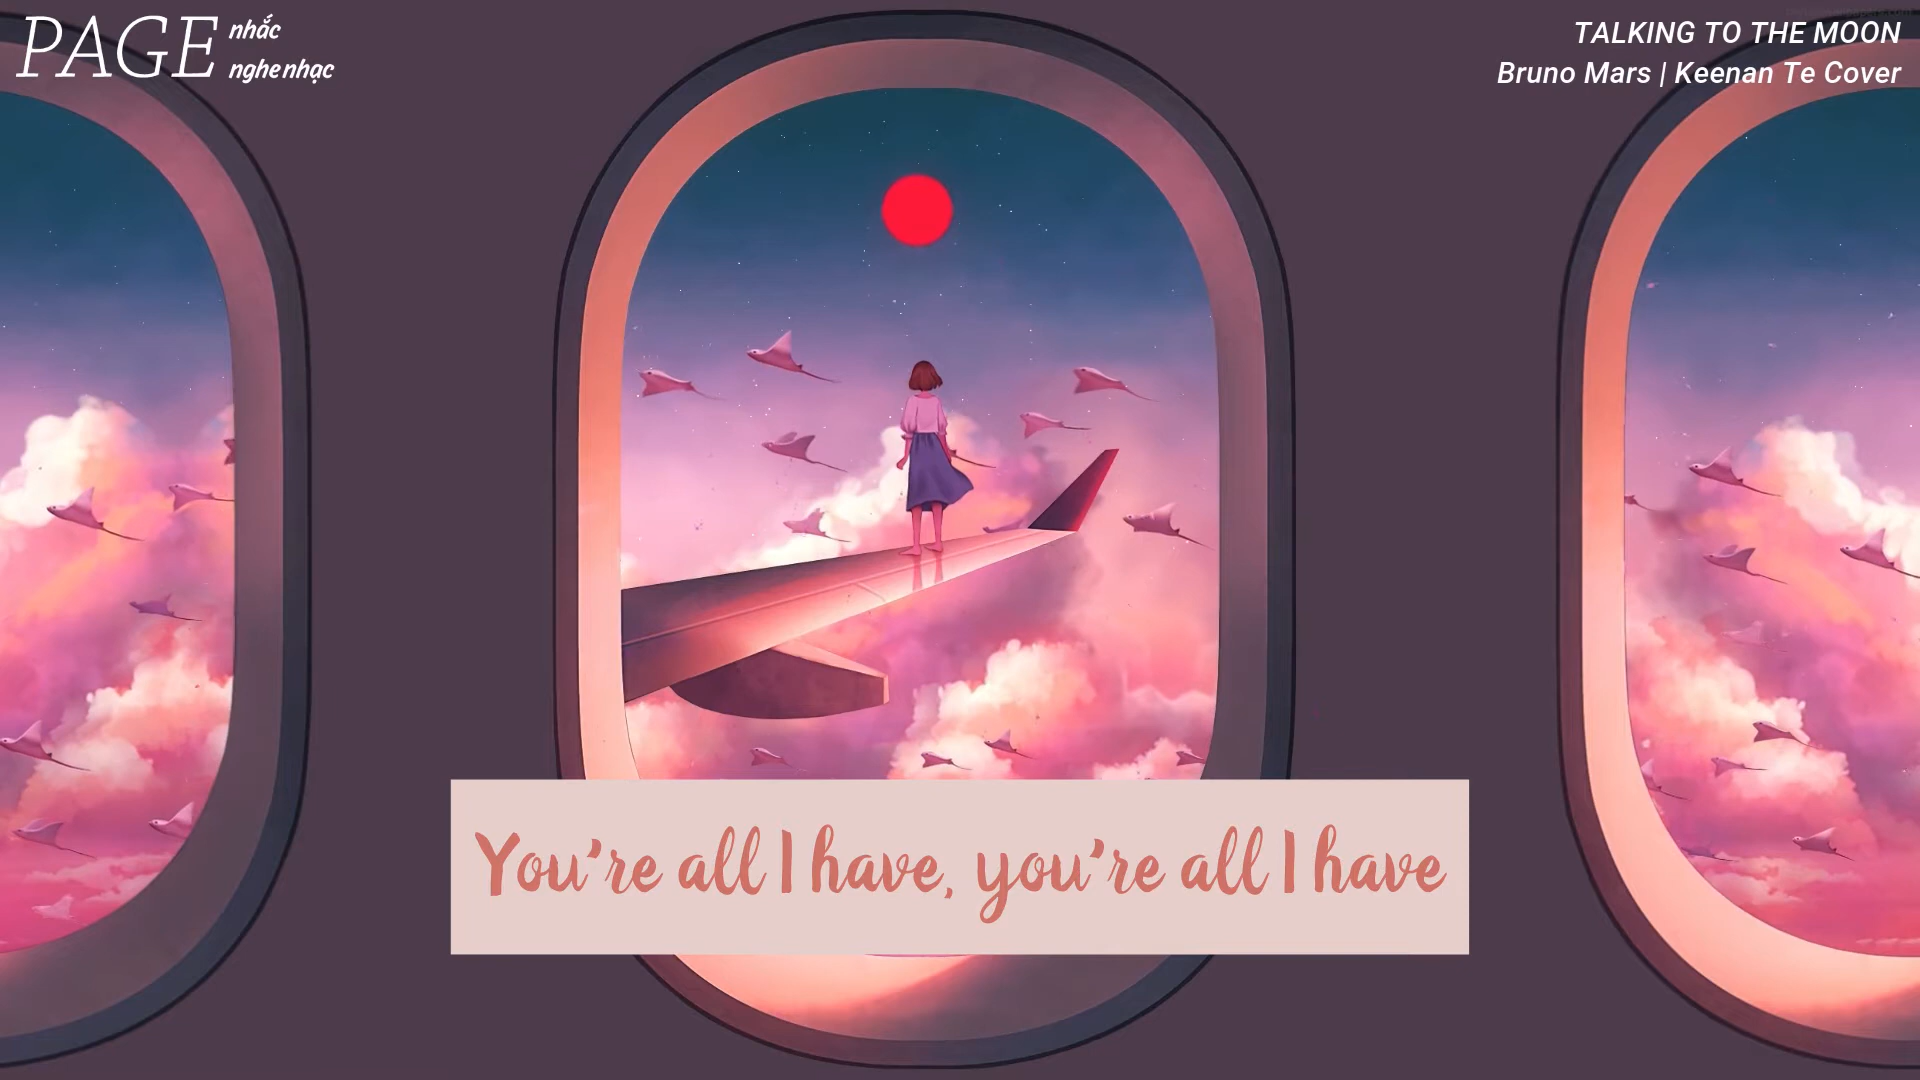 PAGE nhắc
nghe nhạc
TALKING TO THE MOON
Bruno Mars | Keenan Te Cover
You're all I have, you're all I have